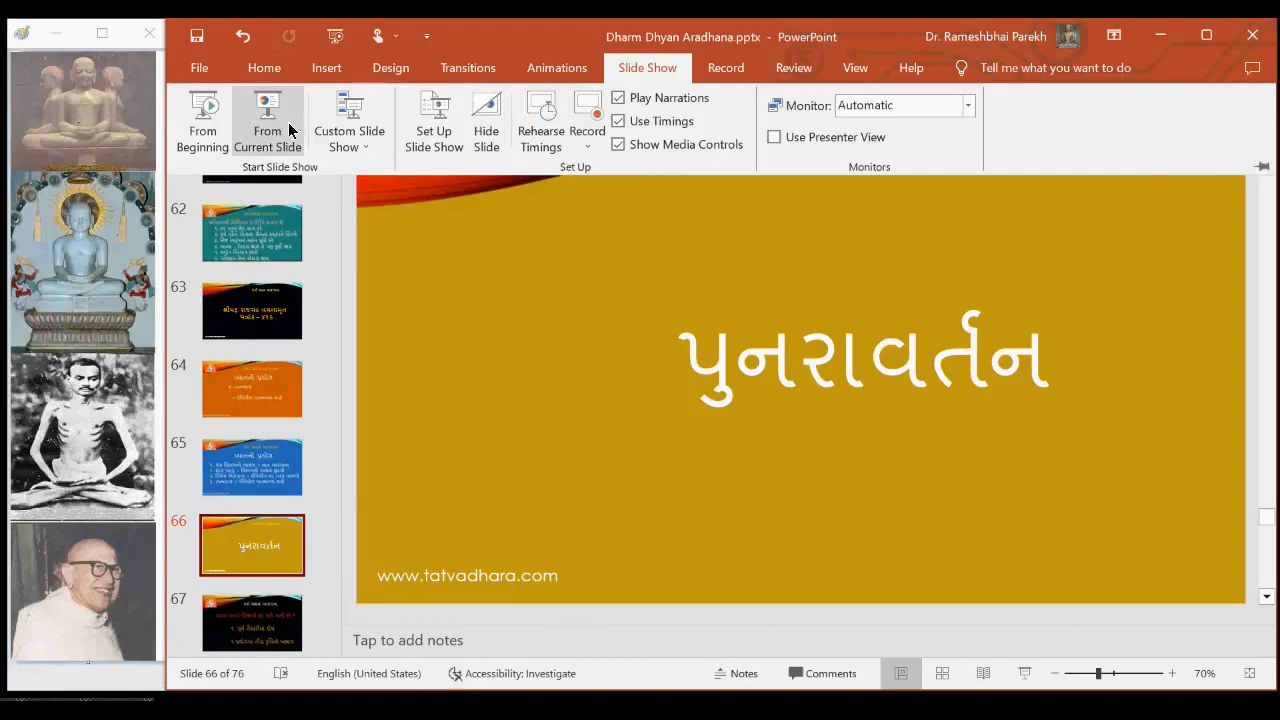 Dharm Dhyan Aradhana.pptx - PowerPoint
Dr. Rameshbhai Parekh
File Home Insert Design Transitions Animations Slide Show Record Review View Help Tell me what you want to do
From Beginning
From Current Slide
Custom Slide Show
Set Up Slide Show
Hide Slide
Rehearse Timings
Record
Play Narrations
Use Timings
Show Media Controls
Monitor: Automatic
Use Presenter View
Start Slide Show
Set Up
Monitors
62
63
64
65
66
પુનરાવર્તન
67
પુનરાવર્તન
www.tatvadhara.com
Tap to add notes
Slide 66 of 76 English (United States) Accessibility: Investigate Notes Comments 70%